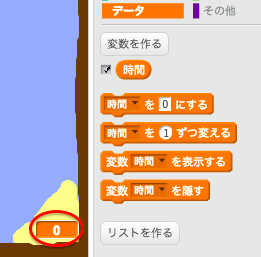 データ
その他
変数を作る
時間
時間 を 0 にする
時間 を 1 ずつ変える
変数 時間 を表示する
変数 時間 を隠す
リストを作る
0